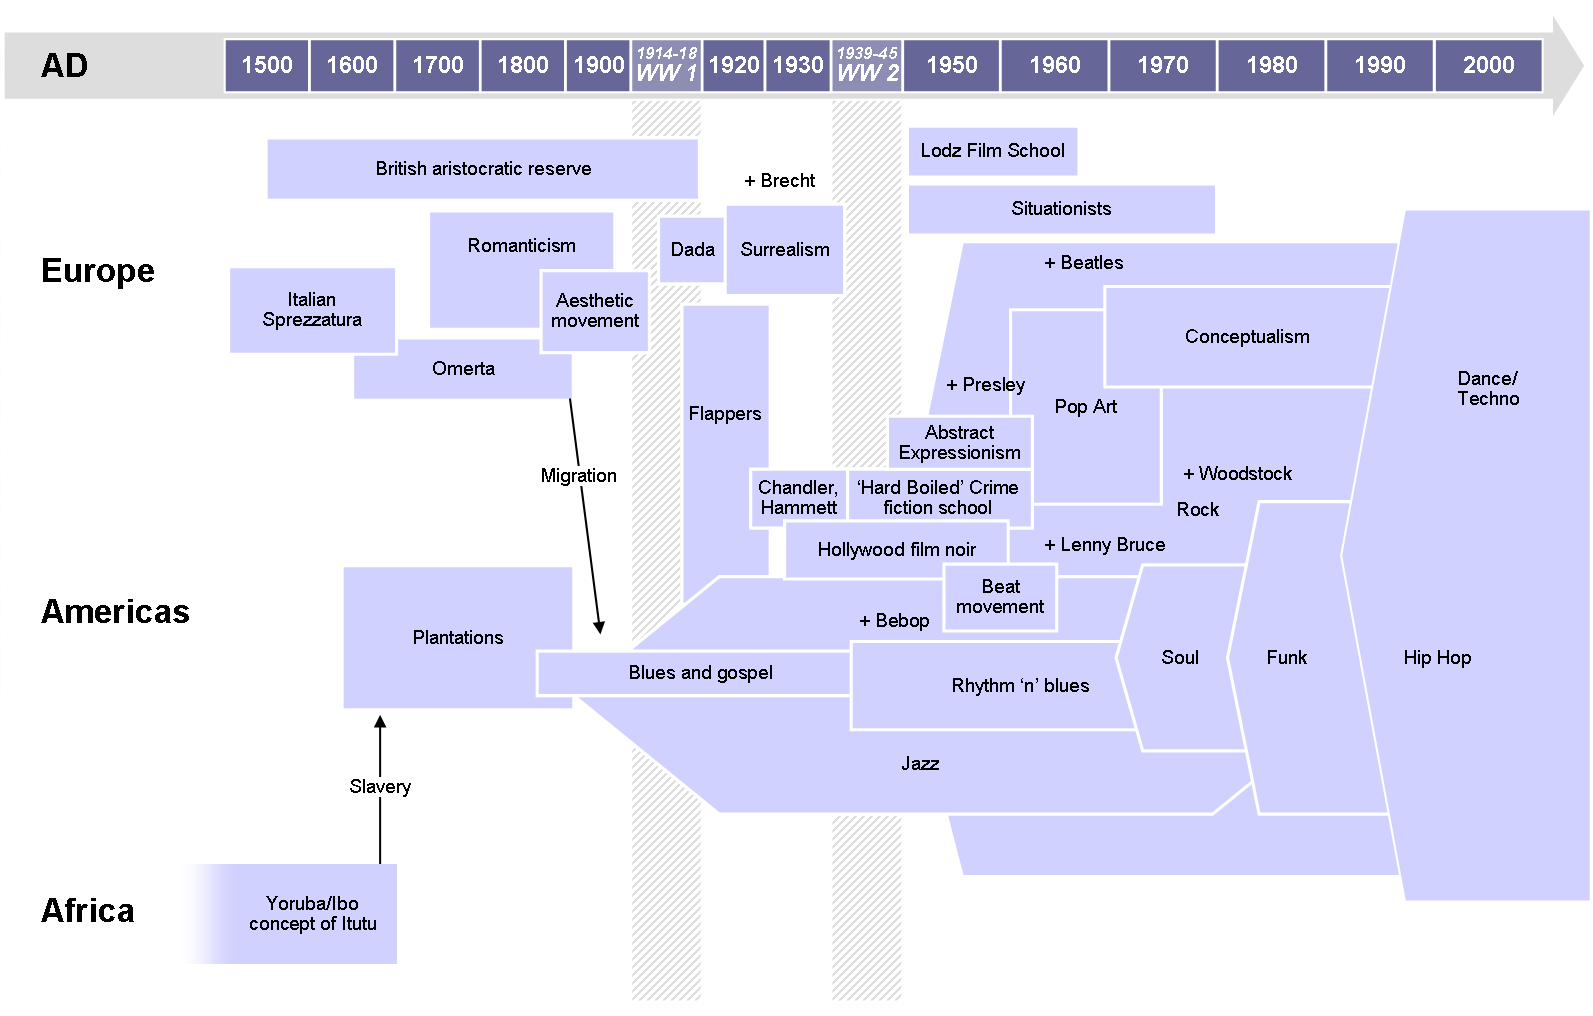 AD
1500
1600
1700
1800
1900
1914-18
WW 1
1920
1930
1939-45
WW 2
1950
1960
1970
1980
1990
2000
Europe
British aristocratic reserve
Lodz Film School
+ Brecht
Situationists
Romanticism
Dada
Surrealism
+ Beatles
Italian
Sprezzatura
Aesthetic
movement
Conceptualism
Omerta
+ Presley
Pop Art
Dance/
Techno
Flappers
Abstract
Expressionism
Migration
Chandler,
Hammett
‘Hard Boiled’ Crime
fiction school
+ Woodstock
Rock
Hollywood film noir
+ Lenny Bruce
Americas
Beat
movement
Plantations
+ Bebop
Blues and gospel
Rhythm ‘n’ blues
Soul
Funk
Hip Hop
Jazz
Slavery
Africa
Yoruba/Ibo
concept of Itutu